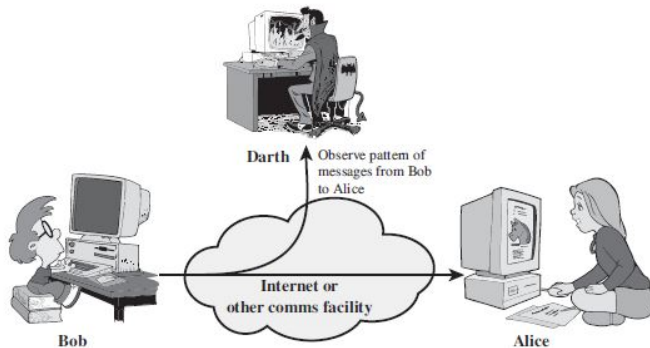 Darth
Observe pattern of
messages from Bob
to Alice
Internet or
other comms facility
Bob
Alice